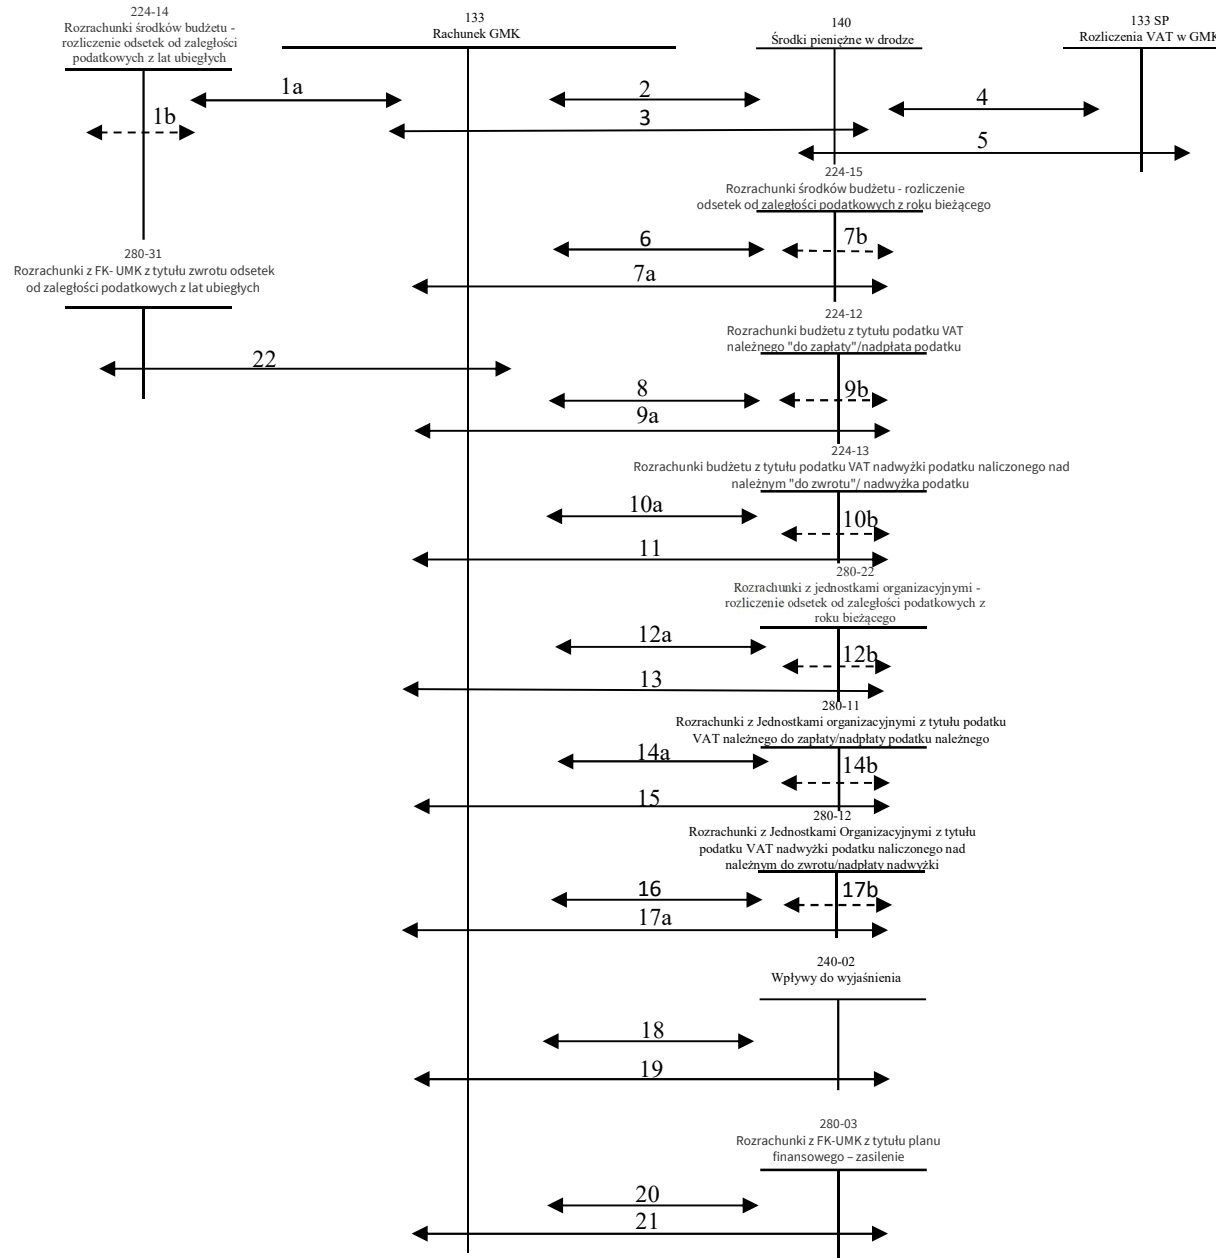 224-14
Rozrachunki środków budżetu -
rozliczenie odsetek od zaległości
podatkowych z lat ubiegłych
133
Rachunek GMK
140
Środki pieniężne w drodze
133 SP
Rozliczenia VAT w GMK
1a
1b
2
3
4
5
224-15
Rozrachunki środków budżetu - rozliczenie
odsetek od zaległości podatkowych z roku bieżącego
6
7b
7a
280-31
Rozrachunki z FK- UMK z tytułu zwrotu odsetek
od zaległości podatkowych z lat ubiegłych
22
224-12
Rozrachunki budżetu z tytułu podatku VAT
należnego "do zapłaty"/nadpłata podatku
8
9b
9a
224-13
Rozrachunki budżetu z tytułu podatku VAT nadwyżki podatku naliczonego nad
należnym "do zwrotu"/ nadwyżka podatku
10a
10b
11
280-22
Rozrachunki z jednostkami organizacyjnymi -
rozliczenie odsetek od zaległości podatkowych z
roku bieżącego
12a
12b
13
280-11
Rozrachunki z Jednostkami organizacyjnymi z tytułu podatku
VAT należnego do zapłaty/nadpłaty podatku należnego
14a
14b
15
280-12
Rozrachunki z Jednostkami Organizacyjnymi z tytułu
podatku VAT nadwyżki podatku naliczonego nad
należnym do zwrotu/nadpłaty nadwyżki
16
17b
17a
240-02
Wpływy do wyjaśnienia
18
19
280-03
Rozrachunki z FK-UMK z tytułu planu
finansowego – zasilenie
20
21